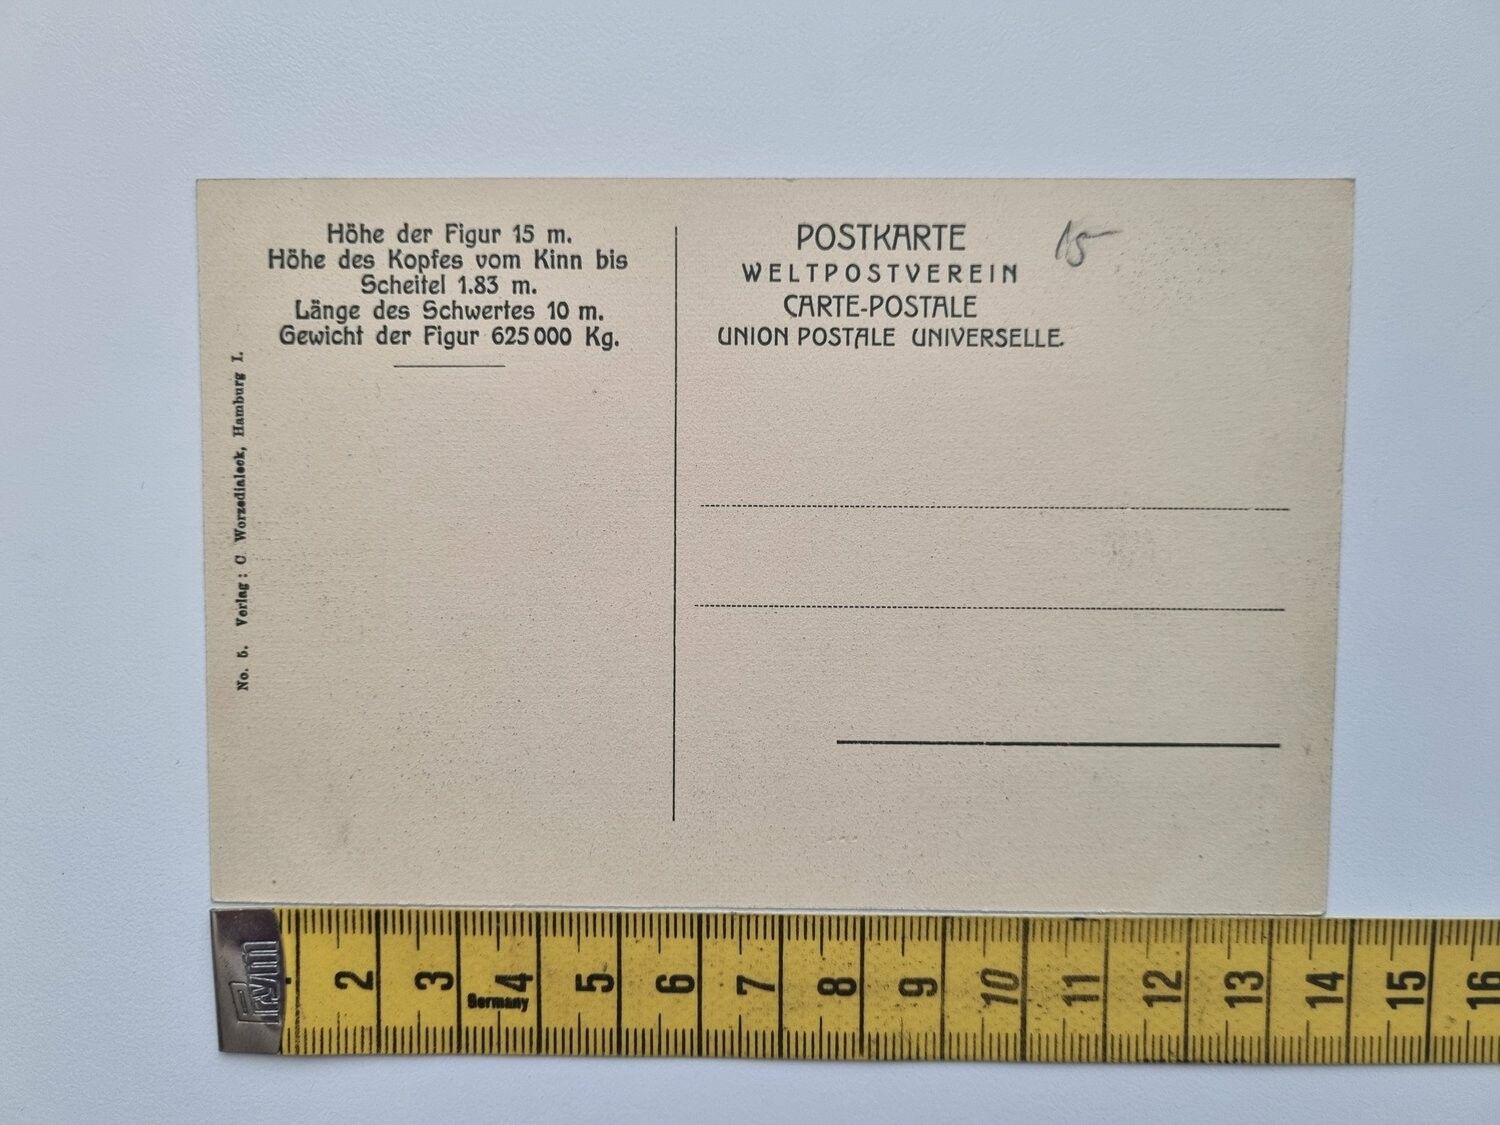 Höhe der Figur 15 m.
Höhe des Kopfes vom Kinn bis
Scheitel 1.83 m.
Länge des Schwertes 10 m.
Gewicht der Figur 625 000 Kg.
No. 5. Verlag: C Worzedialeck, Hamburg I.
POSTKARTE
WELTPOSTVEREIN
CARTE-POSTALE
UNION POSTALE UNIVERSELLE.
15
Prym
2 3 4 5 6 7 8 9 10 11 12 13 14 15 16
Germany